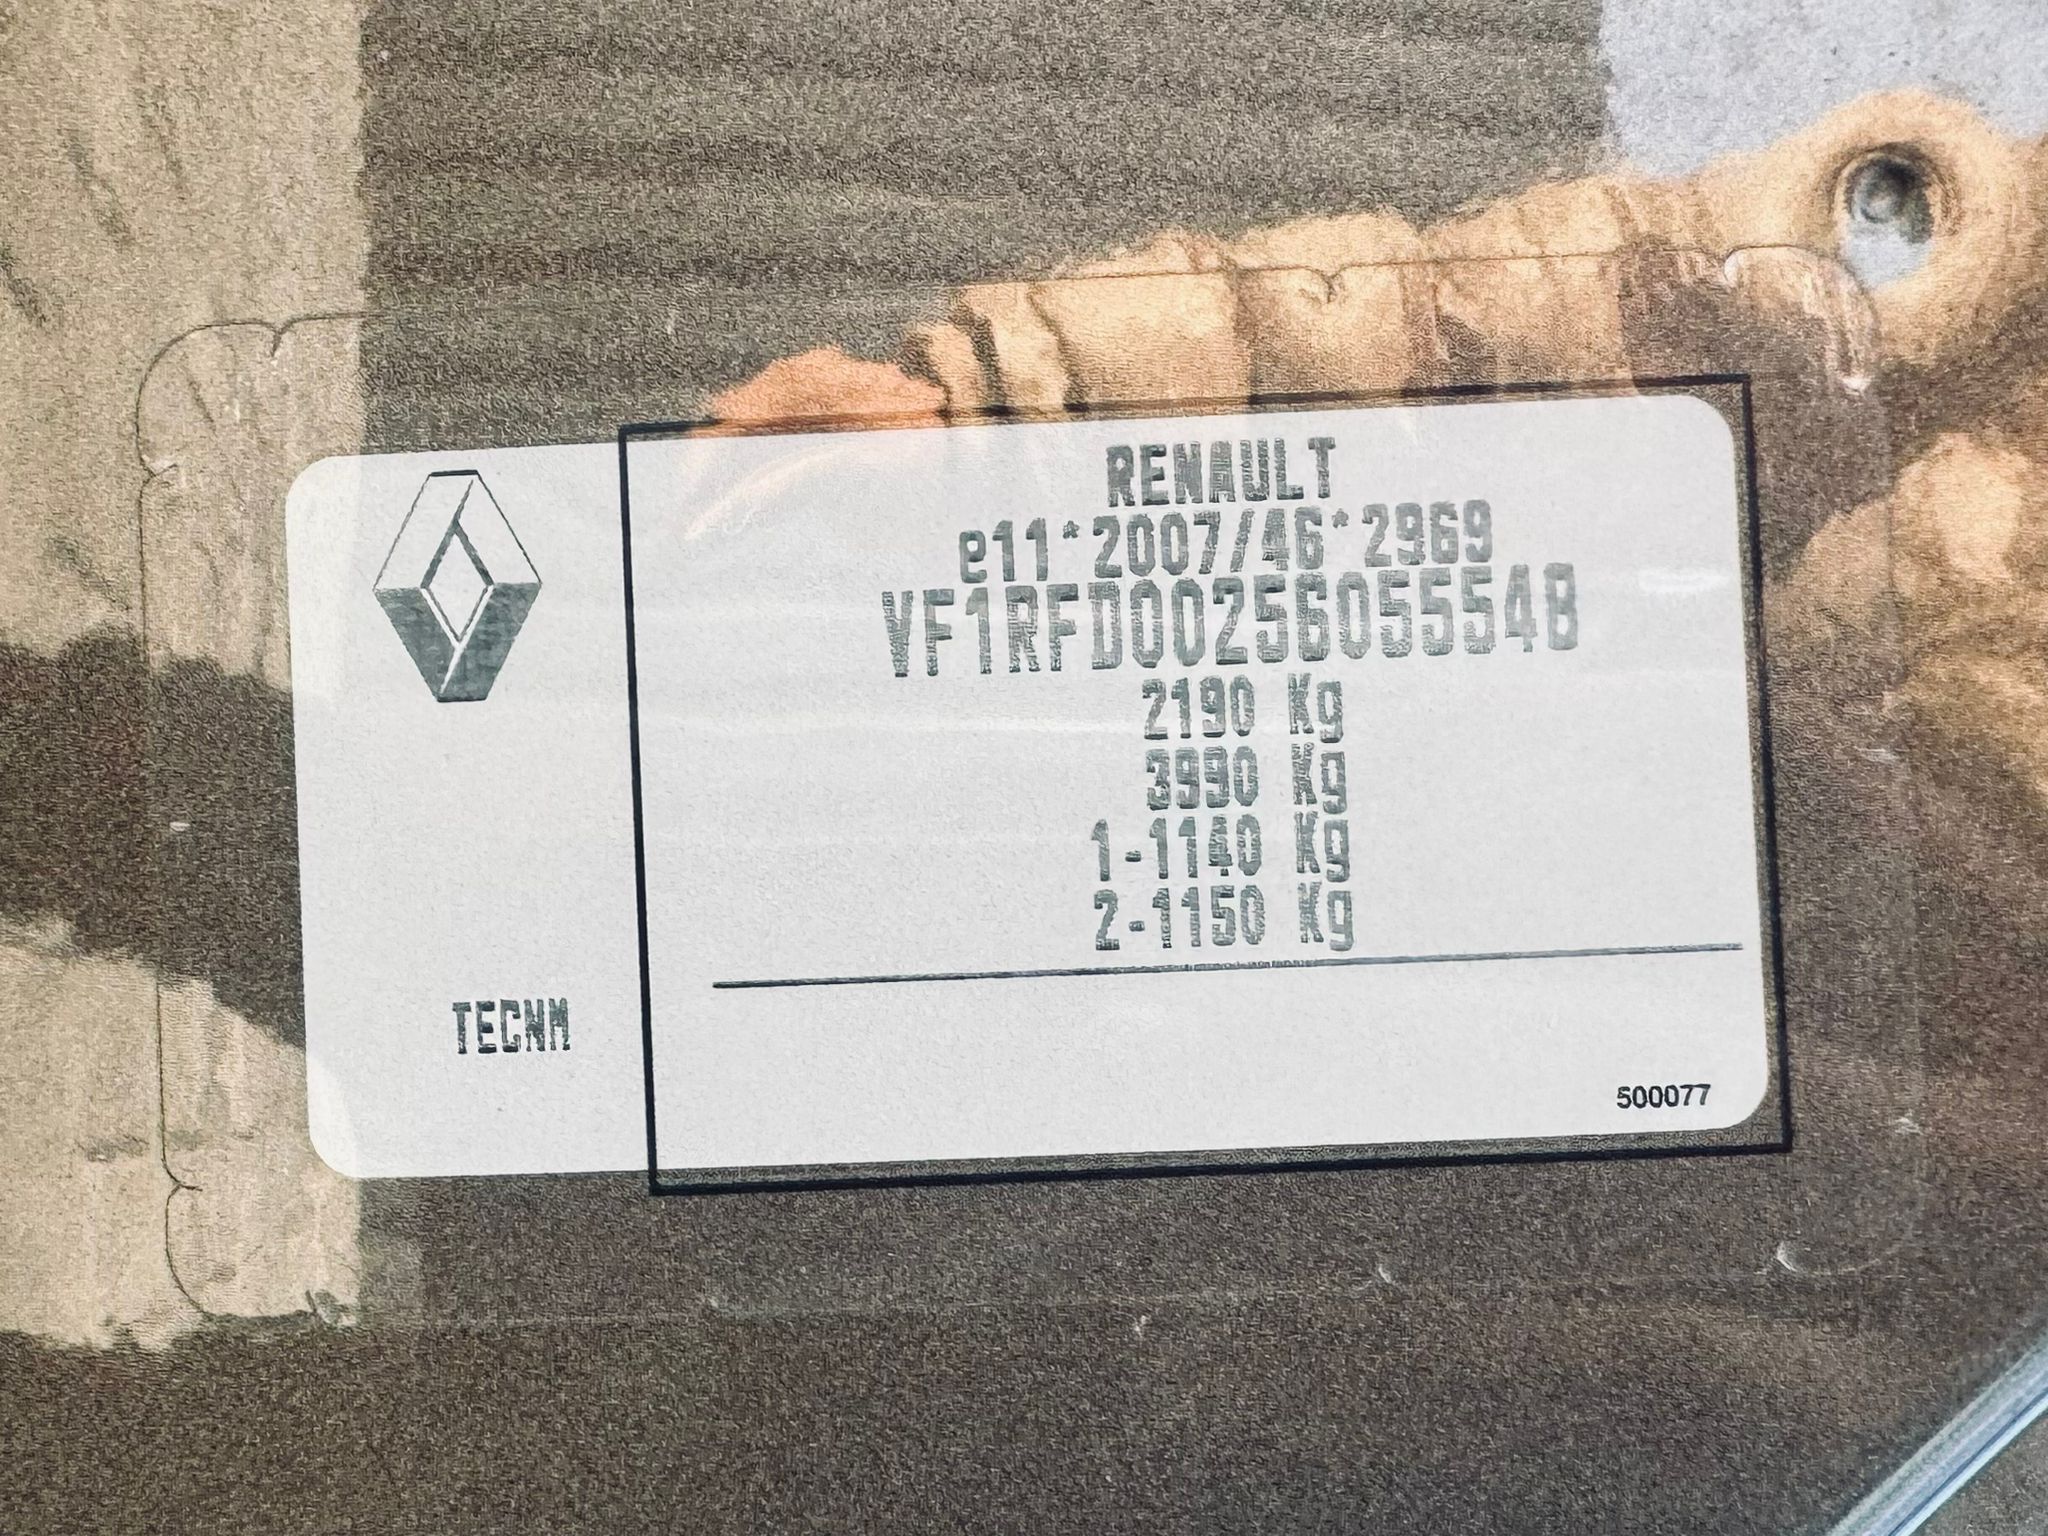 RENAULT
e11*2007/46*2969
VF1RFD00256055548
2190 Kg
3990 Kg
1-1140 Kg
2-1150 Kg
TECNM
500077